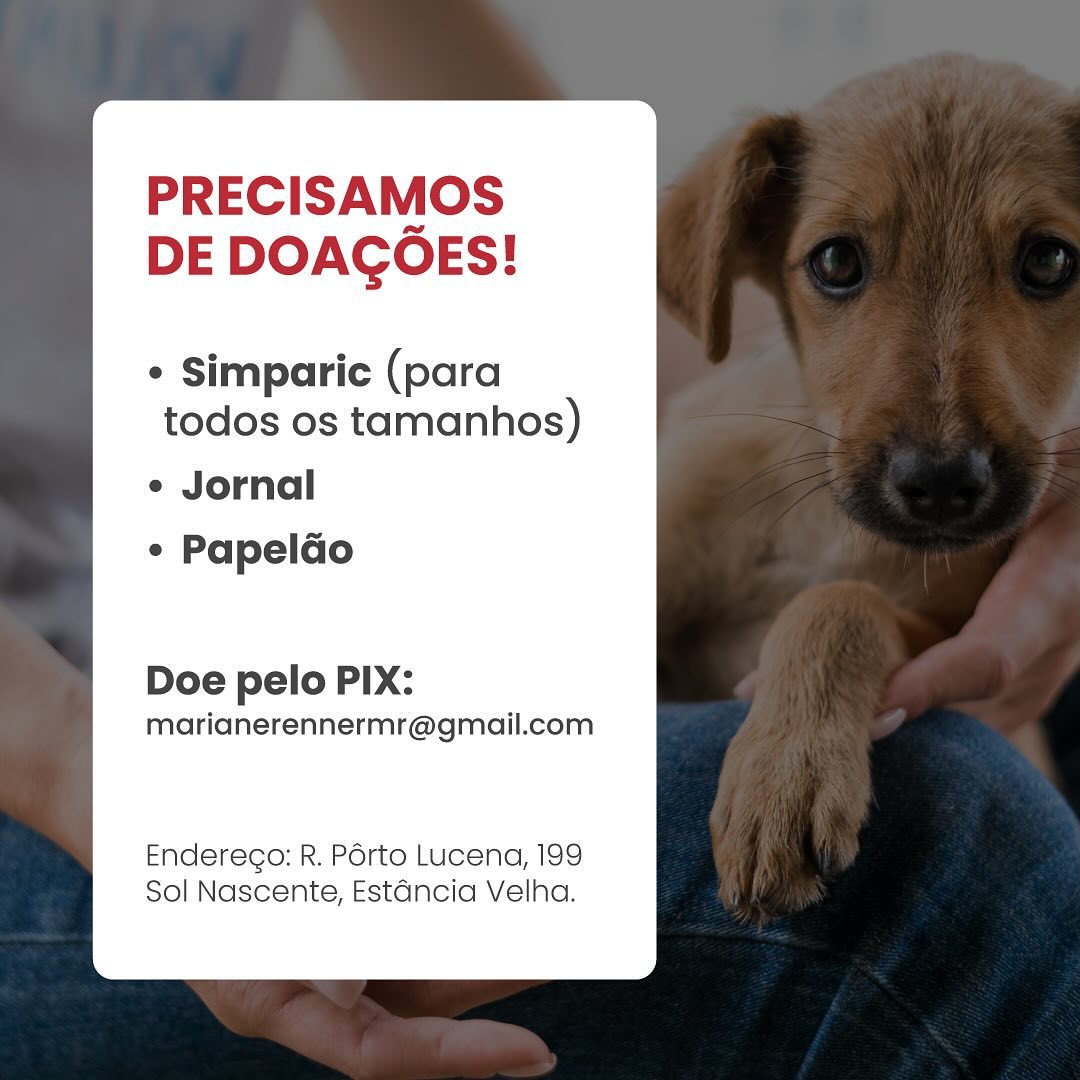 PRECISAMOS
DE DOAÇÕES!
• Simparic (para
todos os tamanhos)
• Jornal
• Papelão
Doe pelo PIX:
marianerennermr@gmail.com
Endereço: R. Pôrto Lucena, 199
Sol Nascente, Estância Velha.